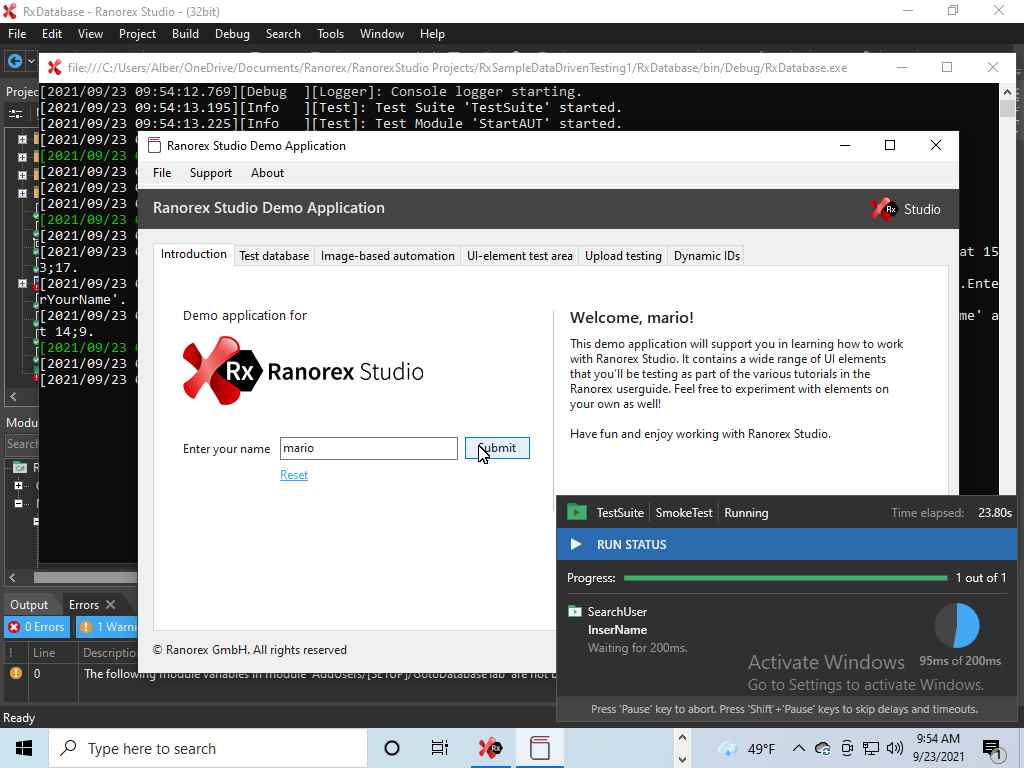 RxDatabase - Ranorex Studio - (32bit)
File Edit View Project Build Debug Search Tools Window Help
file:///C:/Users/Alber/OneDrive/Documents/Ranorex/RanorexStudio Projects/RxSampleDataDrivenTesting1/RxDatabase/bin/Debug/RxDatabase.exe
Projec
[2021/09/23 09:54:12.769][Debug ][Logger]: Console logger starting.
[2021/09/23 09:54:13.195][Info ][Test]: Test Suite 'TestSuite' started.
[2021/09/23 09:54:13.225][Info ][Test]: Test Module 'StartAUT' started.
[2021/09/23
[2021/09/23
[2021/09/23
[2021/09/23
[2021/09/23
[2021/09/23
[2021/09/23
[2021/09/23 at 15
3;17.
[2021/09/23 .Ente
rYourName'.
[2021/09/23 me' a
t 14;9.
[2021/09/23
[2021/09/23
[2021/09/23
Ranorex Studio Demo Application
File Support About
Ranorex Studio Demo Application
Rx Studio
Introduction Test database Image-based automation UI-element test area Upload testing Dynamic IDs
Demo application for
Rx Ranorex Studio
Enter your name mario Submit
Reset
Welcome, mario!
This demo application will support you in learning how to work
with Ranorex Studio. It contains a wide range of UI elements
that you'll be testing as part of the various tutorials in the
Ranorex userguide. Feel free to experiment with elements on
your own as well!
Have fun and enjoy working with Ranorex Studio.
© Ranorex GmbH. All rights reserved
Modu
Search
Output Errors
0 Errors 1 Warni
! Line Descriptio
0 The following module variables in module 'AddUsers/[SETUP]/GotoDatabaseTab' are not b
Ready
TestSuite SmokeTest Running Time elapsed: 23.80s
RUN STATUS
Progress: 1 out of 1
SearchUser
InserName
Waiting for 200ms.
95ms of 200ms
Activate Windows
Go to Settings to activate Windows.
Press 'Pause' key to abort. Press 'Shift'+'Pause' keys to skip delays and timeouts.
Type here to search
Rx
49°F
9:54 AM
9/23/2021
1